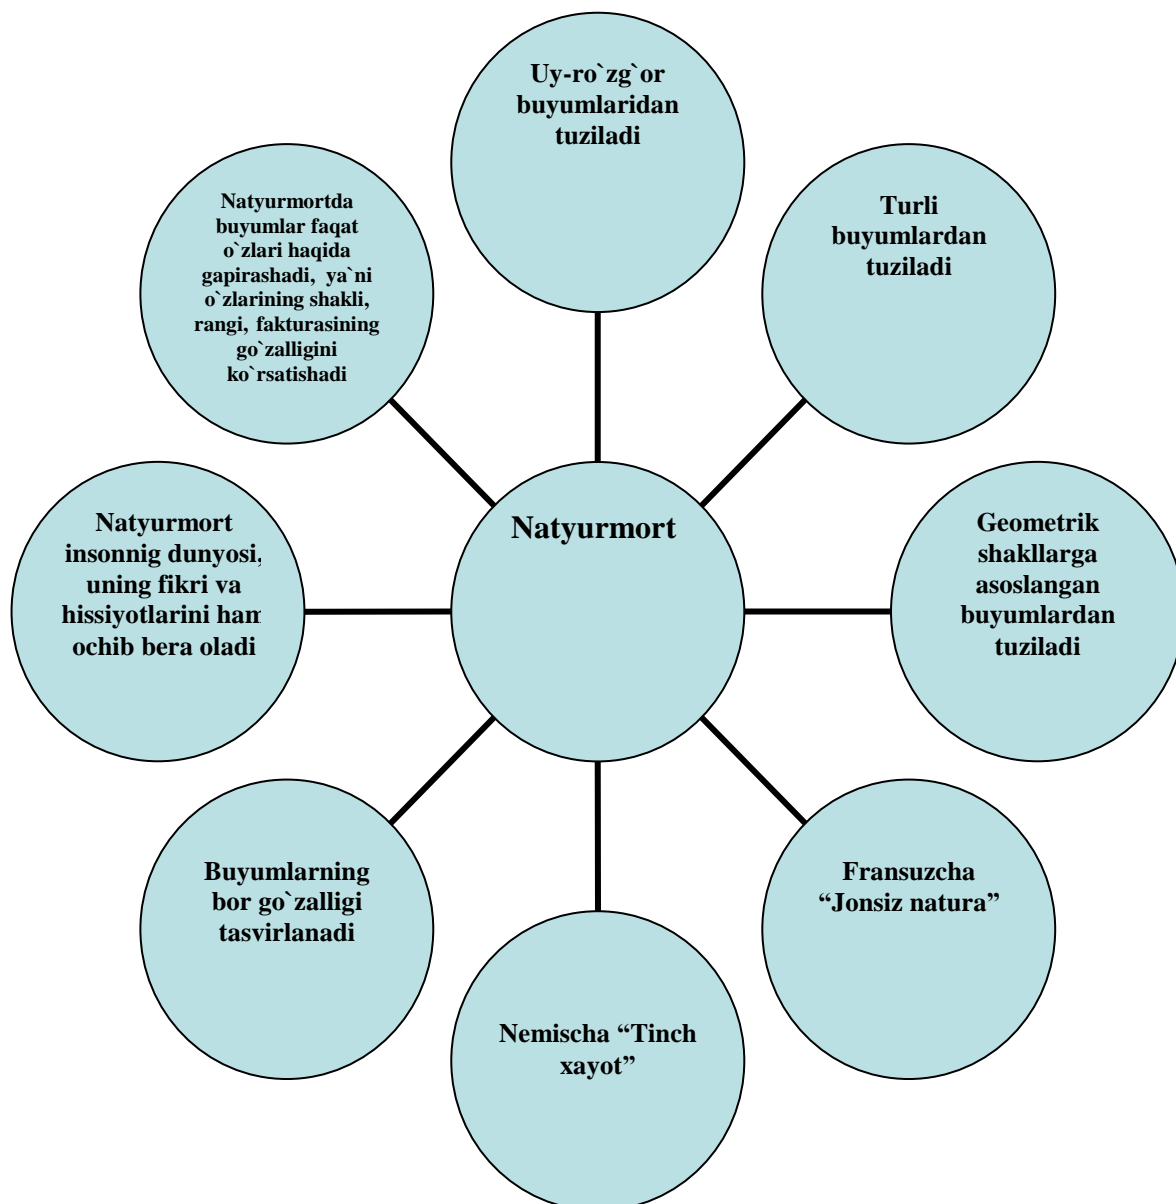 Uy-ro`zg`or
buyumlaridan
tuziladi
Turli
buyumlardan
tuziladi
Geometrik
shakllarga
asoslangan
buyumlardan
tuziladi
Fransuzcha
“Jonsiz natura”
Nemischa “Tinch
xayot”
Buyumlarning
bor go`zalligi
tasvirlanadi
Natyurmort
insonnig dunyosi,
uning fikri va
hissiyotlarini ham
ochib bera oladi
Natyurmortda
buyumlar faqat
o`zlari haqida
gapirashadi, ya`ni
o`zlarining shakli,
rangi, fakturasining
go`zalligini
ko`rsatishadi
Natyurmort